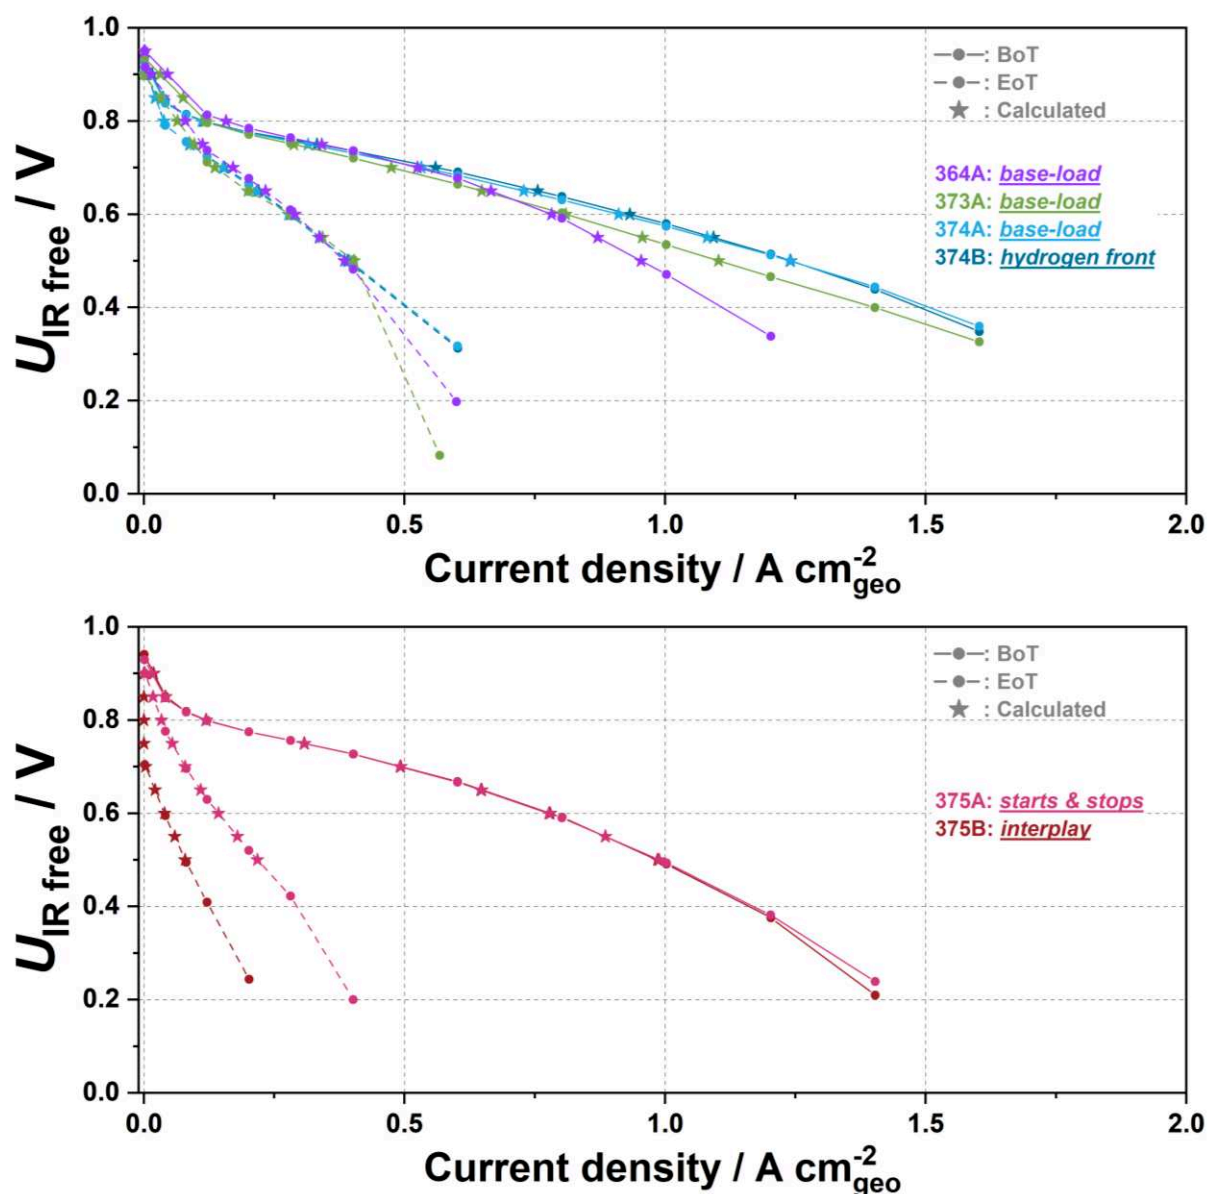 1.0
0.8
0.6
0.4
0.2
0.0
U_IR free / V
0.0 0.5 1.0 1.5 2.0
Current density / A cm⁻²geo
: BoT
: EoT
: Calculated
364A: base-load
373A: base-load
374A: base-load
374B: hydrogen front
1.0
0.8
0.6
0.4
0.2
0.0
U_IR free / V
0.0 0.5 1.0 1.5 2.0
Current density / A cm⁻²geo
: BoT
: EoT
: Calculated
375A: starts & stops
375B: interplay